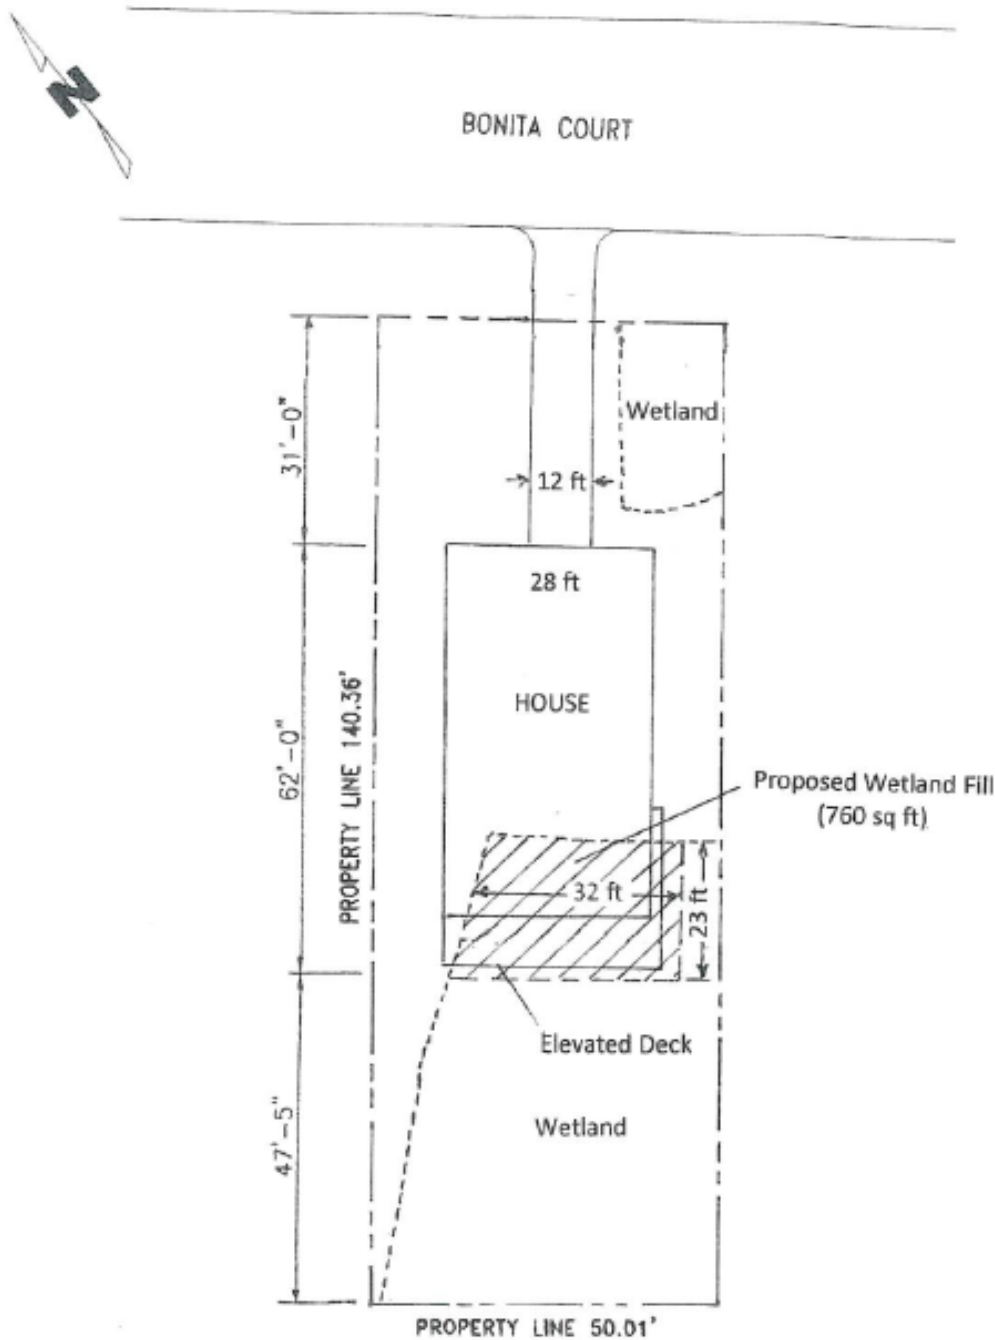 N
BONITA COURT
31'-0"
Wetland
12 ft
28 ft
HOUSE
62'-0"
PROPERTY LINE 140.36'
Proposed Wetland Fill
(760 sq ft)
32 ft
23 ft
Elevated Deck
47'-5"
Wetland
PROPERTY LINE 50.01'